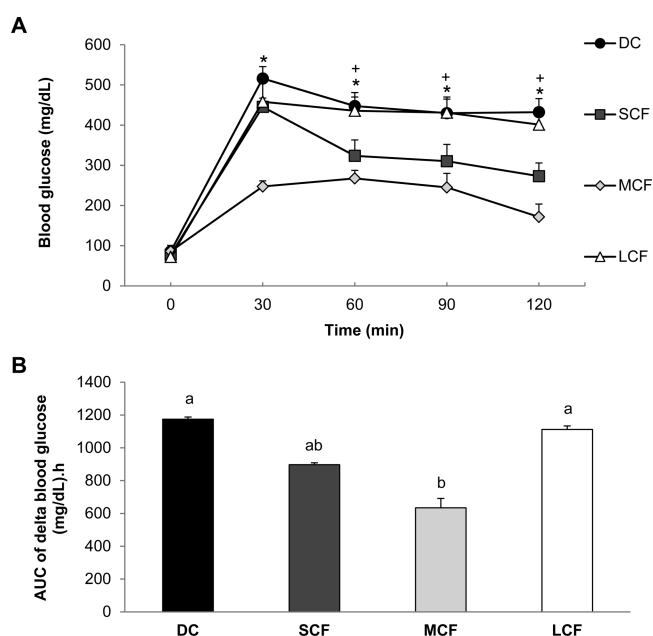 A
Blood glucose (mg/dL)
600
500
400
300
200
100
0
*
+
*
+
*
+
*
0 30 60 90 120
Time (min)
DC
SCF
MCF
LCF
B
AUC of delta blood glucose
(mg/dL).h
1400
1200
1000
800
600
400
200
0
a
ab
b
a
DC SCF MCF LCF